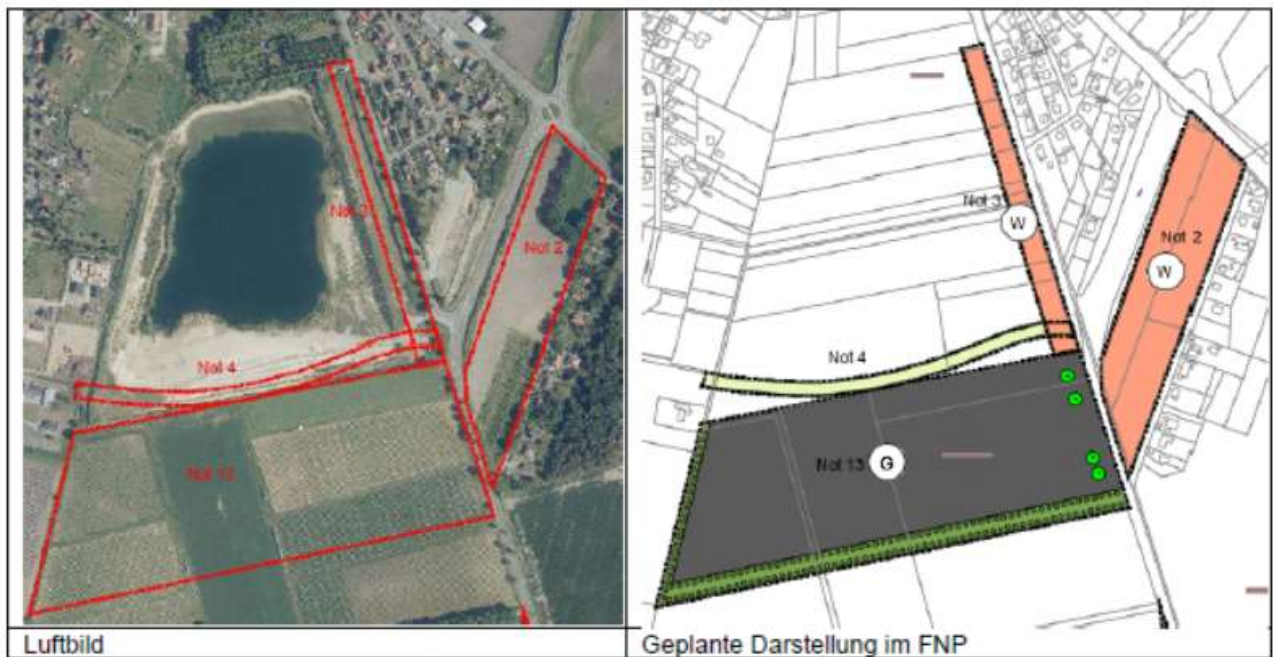 Not 3
Not 2
Not 4
Not 13
Not 3
W
Not 2
W
Not 4
Not 13
G
Luftbild
Geplante Darstellung im FNP